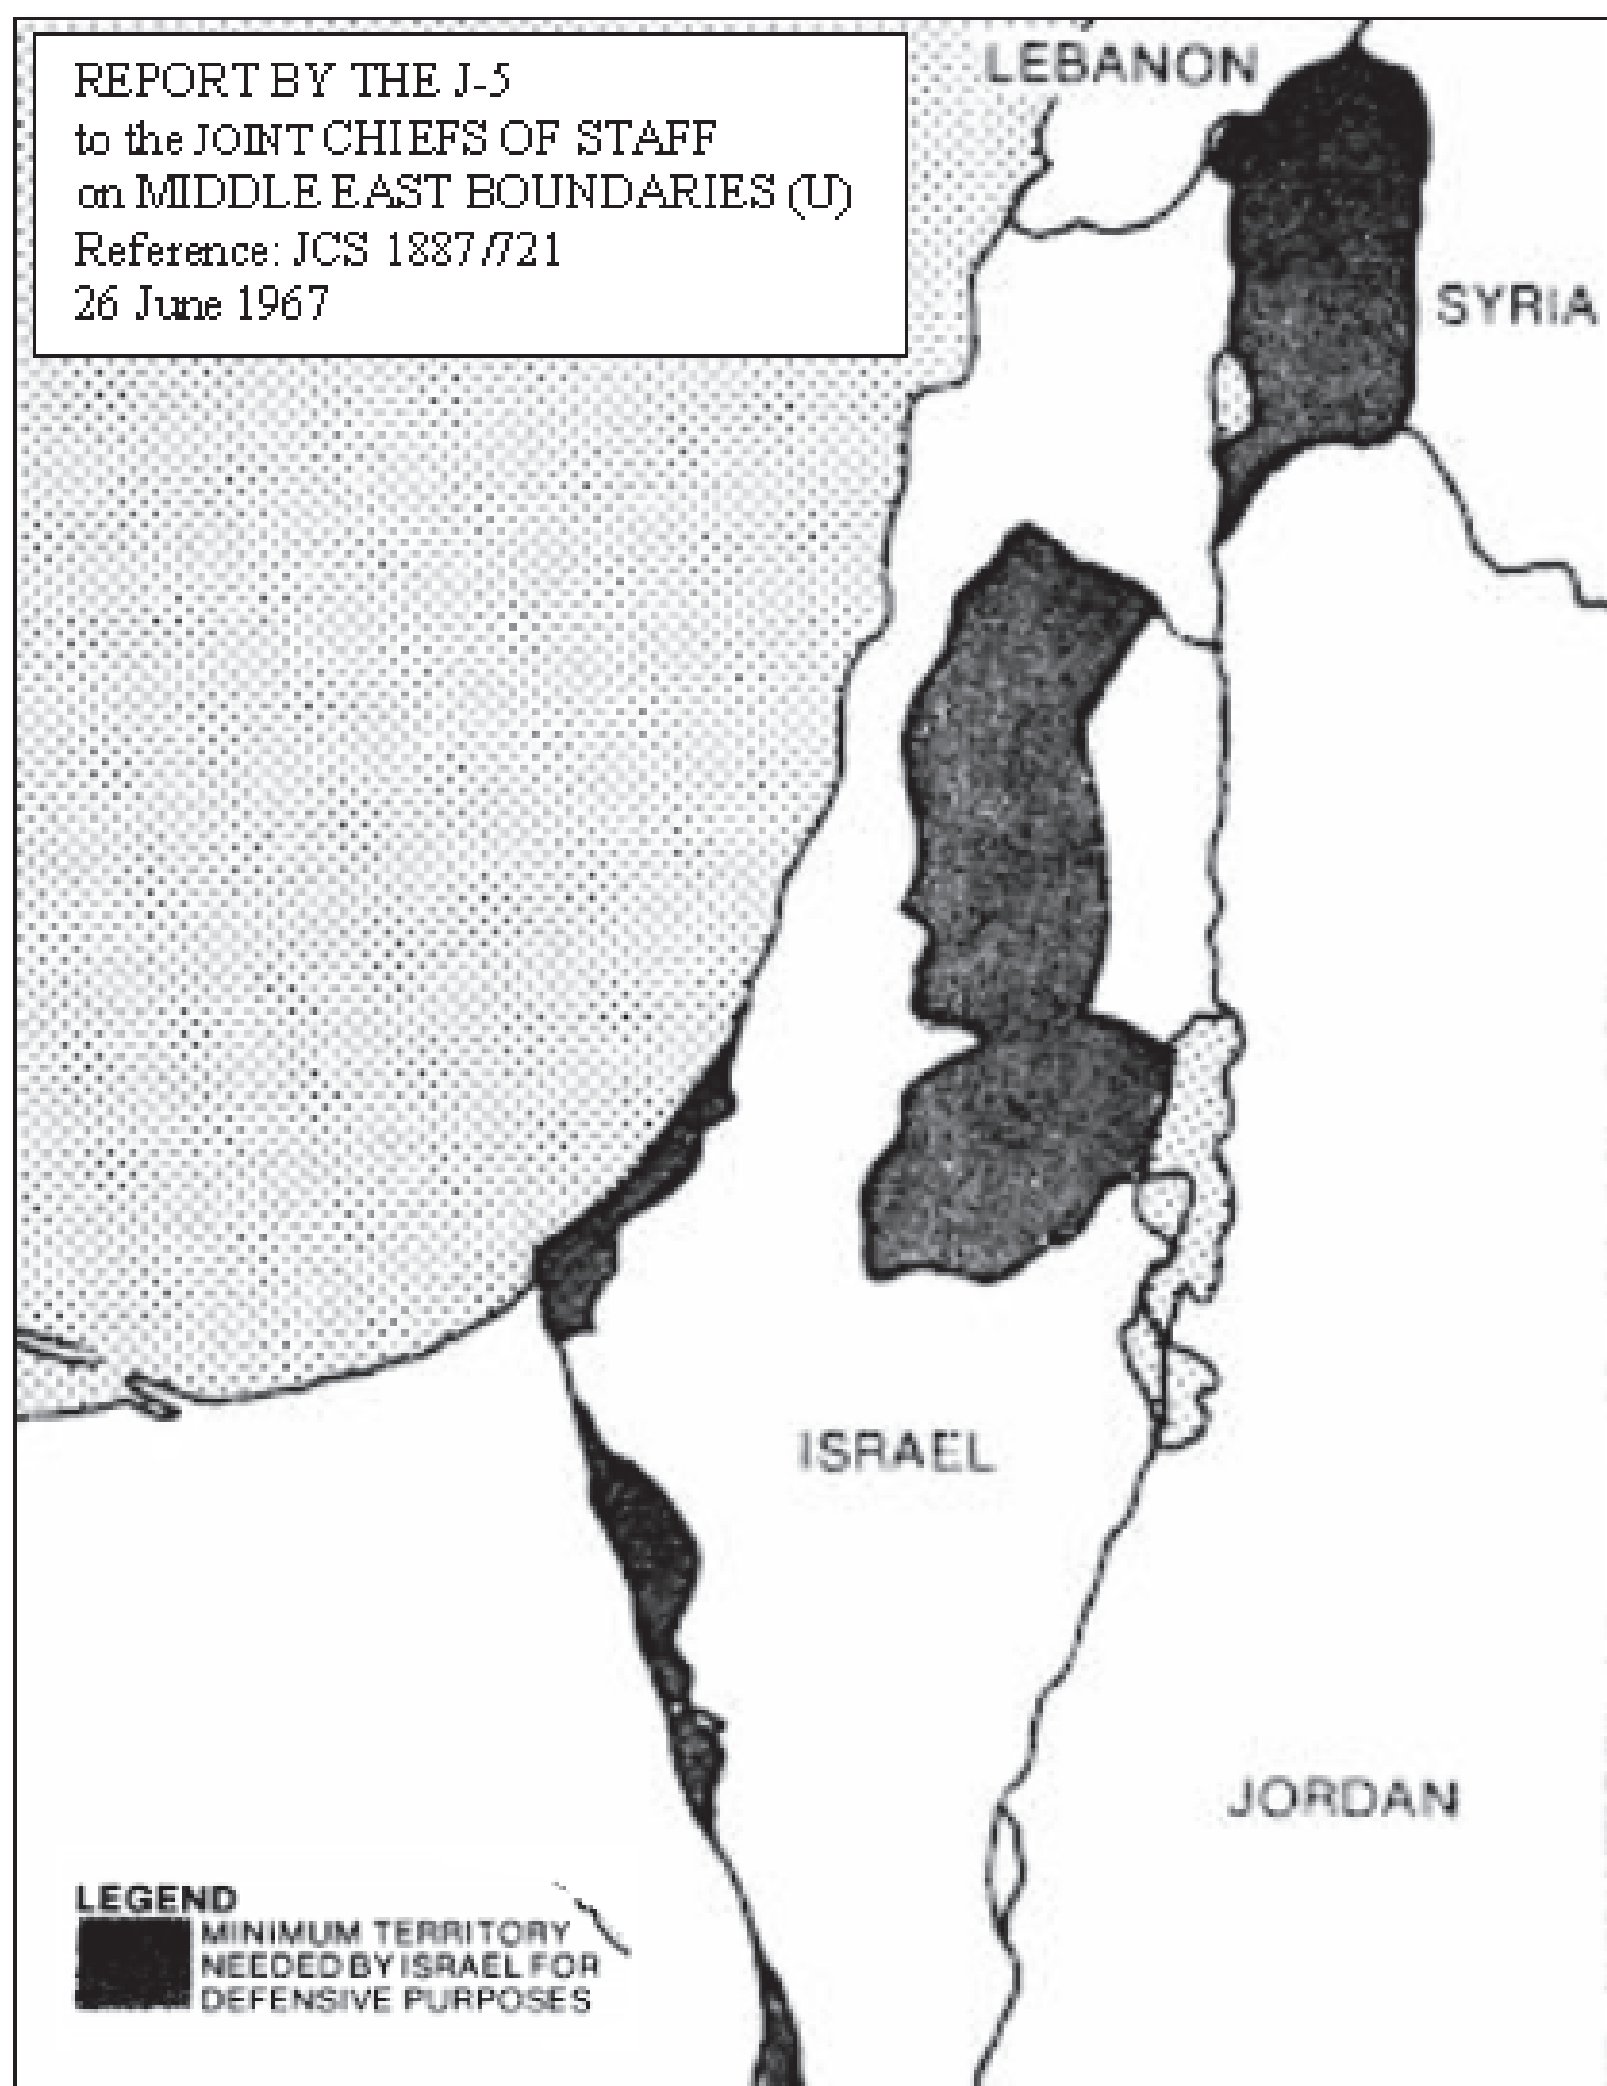 REPORT BY THE J-5
to the JOINT CHIEFS OF STAFF
on MIDDLE EAST BOUNDARIES (U)
Reference: JCS 1887/721
26 June 1967
LEBANON
SYRIA
ISRAEL
JORDAN
LEGEND
MINIMUM TERRITORY
NEEDED BY ISRAEL FOR
DEFENSIVE PURPOSES